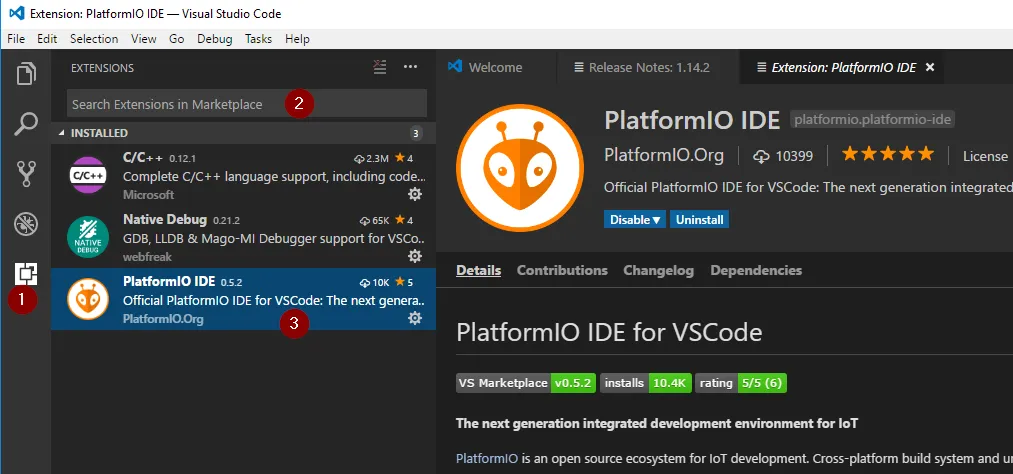 Extension: PlatformIO IDE — Visual Studio Code
File Edit Selection View Go Debug Tasks Help
EXTENSIONS
Search Extensions in Marketplace
2
INSTALLED 3
C/C++
C/C++ 0.12.1 2.3M ★ 4
Complete C/C++ language support, including code...
Microsoft
NATIVE DEBUG
Native Debug 0.21.2 65K ★ 4
GDB, LLDB & Mago-MI Debugger support for VSCo...
webfreak
1
PlatformIO IDE 0.5.2 10K ★ 5
Official PlatformIO IDE for VSCode: The next genera...
PlatformIO.Org
3
Welcome Release Notes: 1.14.2 Extension: PlatformIO IDE ×
PlatformIO IDE platformio.platformio-ide
PlatformIO.Org 10399 ★★★★★ License
Official PlatformIO IDE for VSCode: The next generation integrated
Disable▾ Uninstall
Details Contributions Changelog Dependencies
PlatformIO IDE for VSCode
VS Marketplace v0.5.2 installs 10.4K rating 5/5 (6)
The next generation integrated development environment for IoT
PlatformIO is an open source ecosystem for IoT development. Cross-platform build system and